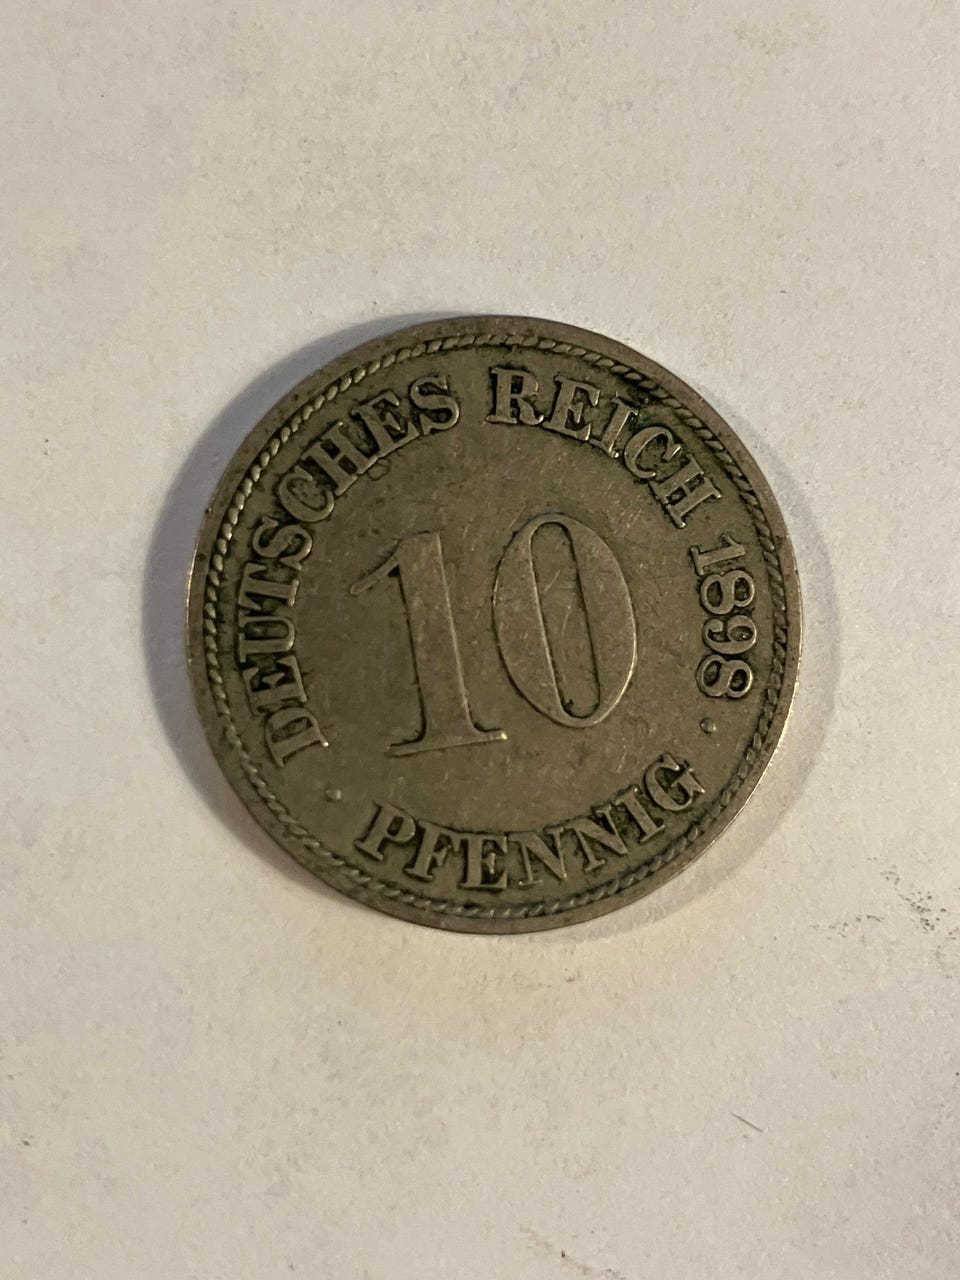 DEUTSCHES REICH 1898
10
PFENNIG